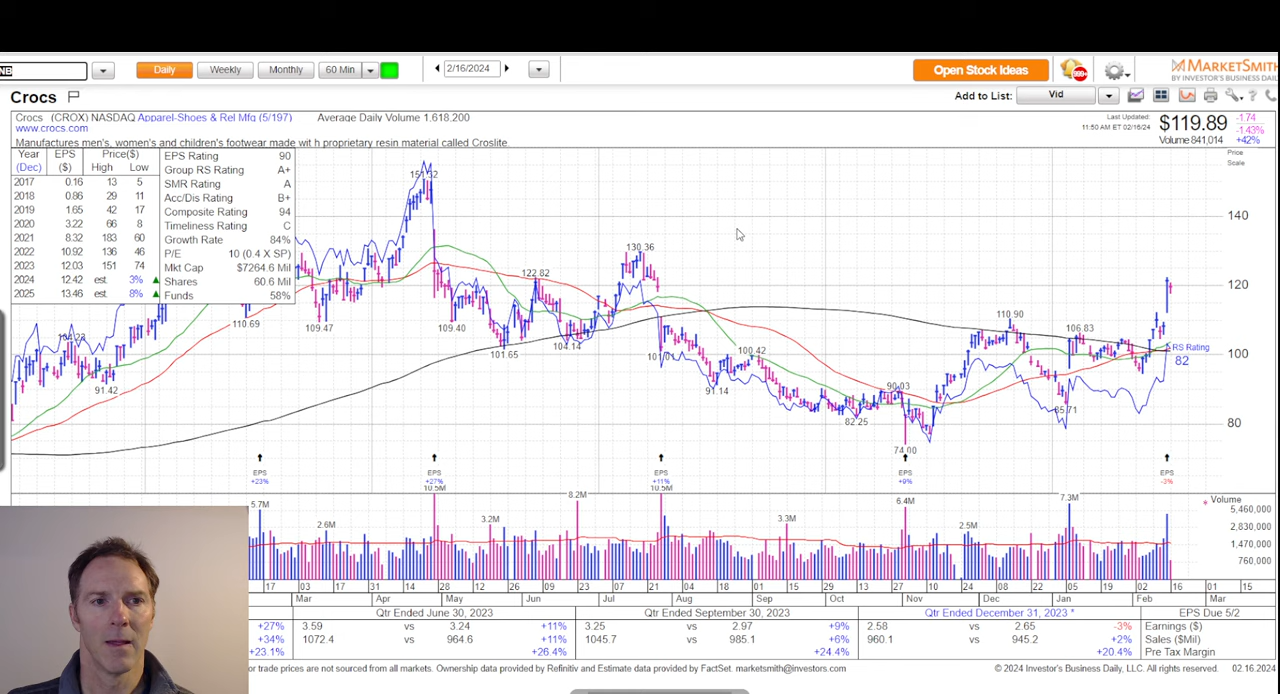 NB Daily Weekly Monthly 60 Min 2/16/2024 Open Stock Ideas 999+ MARKETSMITH
BY INVESTOR'S BUSINESS DAILY
Crocs Add to List: Vid
Crocs (CROX) NASDAQ Apparel-Shoes & Rel Mfg (5/197) Average Daily Volume 1,618,200
www.crocs.com
Manufactures men's, women's and children's footwear made wit h proprietary resin material called Croslite.
Last Updated:
11:50 AM ET 02/16/24
$119.89 -1.74
-1.43%
Volume 841,014 +42%
Year EPS Price($)
(Dec) ($) High Low
2017 0.16 13 5
2018 0.86 29 11
2019 1.65 42 17
2020 3.22 66 8
2021 8.32 183 60
2022 10.92 136 46
2023 12.03 151 74
2024 12.42 est 3%
2025 13.46 est 8%
EPS Rating 90
Group RS Rating A+
SMR Rating A
Acc/Dis Rating B+
Composite Rating 94
Timeliness Rating C
Growth Rate 84%
P/E 10 (0.4 X SP)
Mkt Cap $7264.6 Mil
Shares 60.6 Mil
Funds 58%
Price
Scale
140
120
100
80
130.36
122.82
110.69 109.47 109.40 101.65 104.14
110.90 106.83
100.42
91.42 91.14 90.03
82.25 85.71
74.00
RS Rating
82
EPS EPS EPS EPS EPS
+23% +27% +11% +9% -3%
10.5M 10.5M
8.2M 7.3M
5.7M 6.4M
2.6M 3.2M 3.3M 2.5M
Volume
5,460,000
2,830,000
1,470,000
760,000
17 03 17 31 14 28 12 26 09 23 07 21 04 18 01 15 29 13 27 10 24 08 22 05 19 02 16 01 15
Mar Apr May Jun Jul Aug Sep Oct Nov Dec Jan Feb Mar
Qtr Ended June 30, 2023 Qtr Ended September 30, 2023 Qtr Ended December 31, 2023 * EPS Due 5/2
+27% 3.59 vs 3.24 +11% 3.25 vs 2.97 +9% 2.58 vs 2.65 -3% Earnings ($)
+34% 1072.4 vs 964.6 +11% 1045.7 vs 985.1 +6% 960.1 vs 945.2 +2% Sales ($Mil)
+23.1% +26.4% +24.4% +20.4% Pre Tax Margin
or trade prices are not sourced from all markets. Ownership data provided by Refinitiv and Estimate data provided by FactSet. marketsmith@investors.com © 2024 Investor's Business Daily, LLC. All rights reserved. 02.16.2024